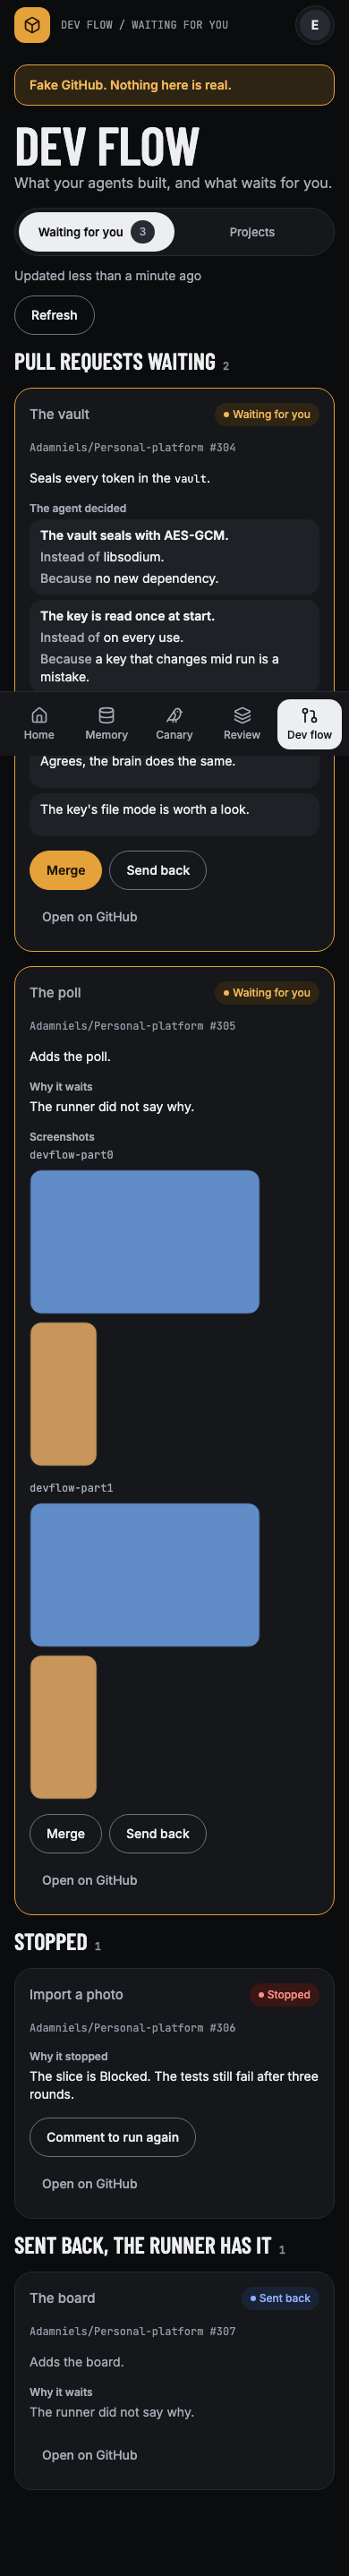 DEV FLOW / WAITING FOR YOU
E
Fake GitHub. Nothing here is real.
DEV FLOW
What your agents built, and what waits for you.
Waiting for you 3
Projects
Updated less than a minute ago
Refresh
PULL REQUESTS WAITING 2
The vault
Waiting for you
Adamniels/Personal-platform #304
Seals every token in the vault.
The agent decided
The vault seals with AES-GCM.
Instead of libsodium.
Because no new dependency.
The key is read once at start.
Instead of on every use.
Because a key that changes mid run is a
mistake.
Home
Memory
Canary
Review
Dev flow
Agrees, the brain does the same.
The key's file mode is worth a look.
Merge
Send back
Open on GitHub
The poll
Waiting for you
Adamniels/Personal-platform #305
Adds the poll.
Why it waits
The runner did not say why.
Screenshots
devflow-part0
devflow-part1
Merge
Send back
Open on GitHub
STOPPED 1
Import a photo
Stopped
Adamniels/Personal-platform #306
Why it stopped
The slice is Blocked. The tests still fail after three
rounds.
Comment to run again
Open on GitHub
SENT BACK, THE RUNNER HAS IT 1
The board
Sent back
Adamniels/Personal-platform #307
Adds the board.
Why it waits
The runner did not say why.
Open on GitHub